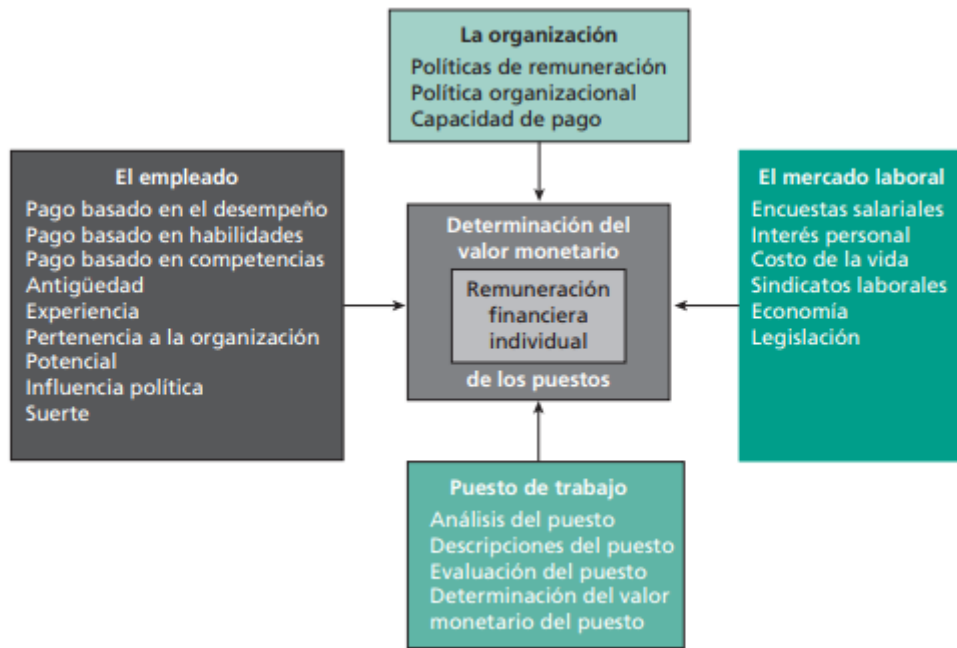 La organización
Políticas de remuneración
Política organizacional
Capacidad de pago
El empleado
Pago basado en el desempeño
Pago basado en habilidades
Pago basado en competencias
Antigüedad
Experiencia
Pertenencia a la organización
Potencial
Influencia política
Suerte
Determinación del
valor monetario
Remuneración
financiera
individual
de los puestos
El mercado laboral
Encuestas salariales
Interés personal
Costo de la vida
Sindicatos laborales
Economía
Legislación
Puesto de trabajo
Análisis del puesto
Descripciones del puesto
Evaluación del puesto
Determinación del valor
monetario del puesto